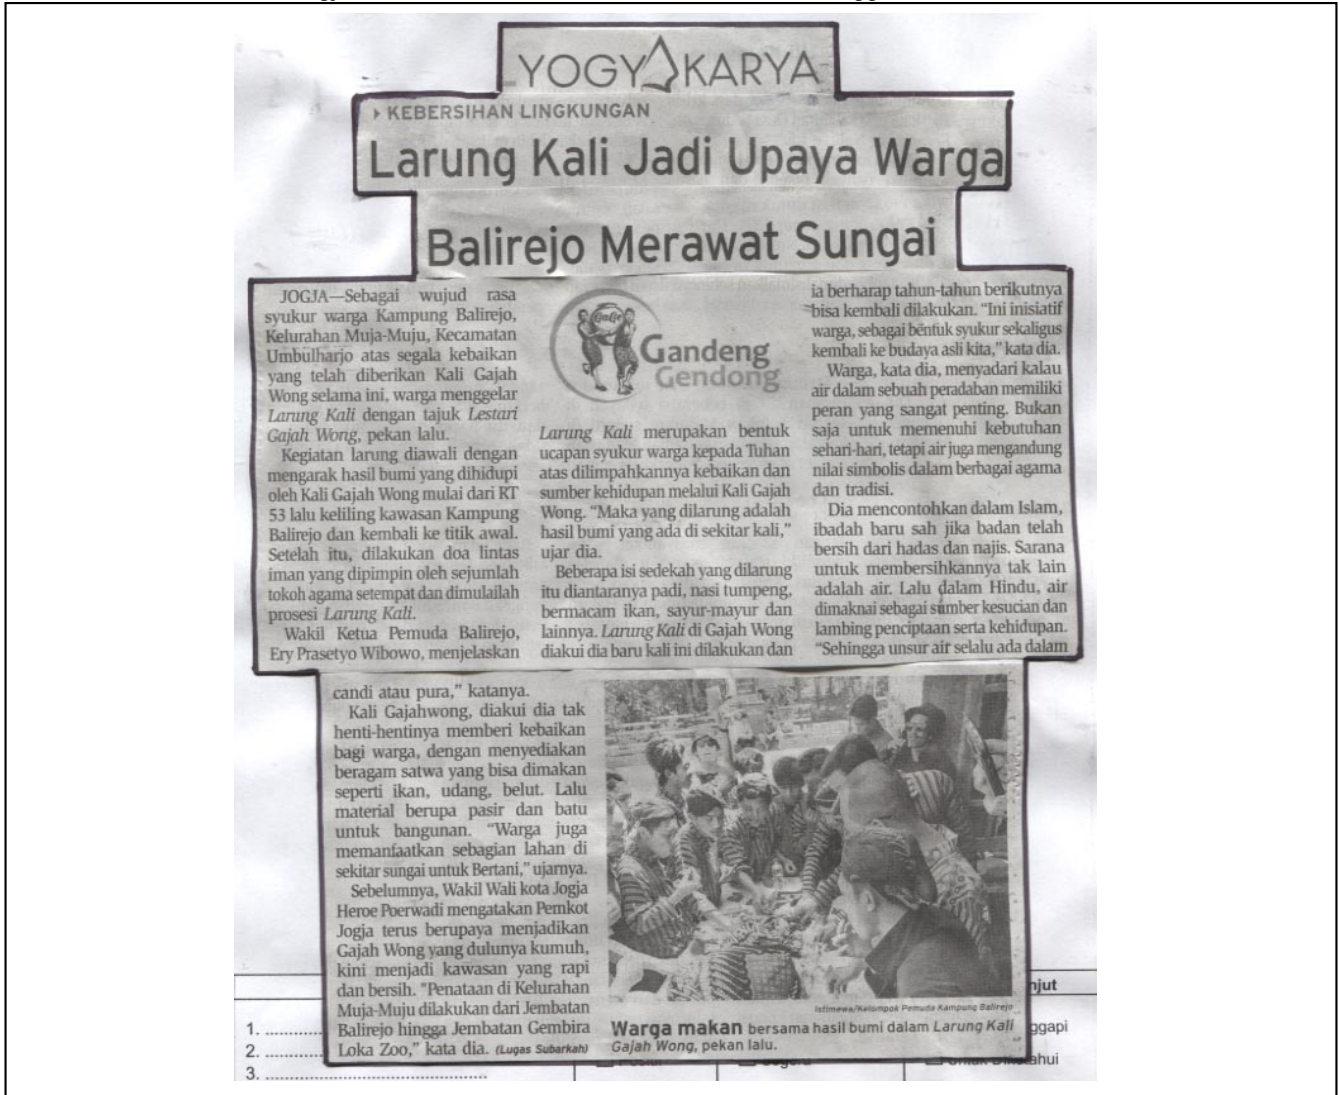 YOGYAKARYA
KEBERSIHAN LINGKUNGAN
Larung Kali Jadi Upaya Warga
Balirejo Merawat Sungai
JOGJA—Sebagai wujud rasa
syukur warga Kampung Balirejo,
Kelurahan Muja-Muju, Kecamatan
Umbulharjo atas segala kebaikan
yang telah diberikan Kali Gajah
Wong selama ini, warga menggelar
Larung Kali dengan tajuk Lestari
Gajah Wong, pekan lalu.
Kegiatan larung diawali dengan
mengarak hasil bumi yang dihidupi
oleh Kali Gajah Wong mulai dari RT
53 lalu keliling kawasan Kampung
Balirejo dan kembali ke titik awal.
Setelah itu, dilakukan doa lintas
iman yang dipimpin oleh sejumlah
tokoh agama setempat dan dimulailah
prosesi Larung Kali.
Wakil Ketua Pemuda Balirejo,
Ery Prasetyo Wibowo, menjelaskan
Gandeng
Gendong
Larung Kali merupakan bentuk
ucapan syukur warga kepada Tuhan
atas dilimpahkannya kebaikan dan
sumber kehidupan melalui Kali Gajah
Wong. "Maka yang dilarung adalah
hasil bumi yang ada di sekitar kali,"
ujar dia.
Beberapa isi sedekah yang dilarung
itu diantaranya padi, nasi tumpeng,
bermacam ikan, sayur-mayur dan
lainnya. Larung Kali di Gajah Wong
diakui dia baru kali ini dilakukan dan
ia berharap tahun-tahun berikutnya
bisa kembali dilakukan. "Ini inisiatif
warga, sebagai bentuk syukur sekaligus
kembali ke budaya asli kita," kata dia.
Warga, kata dia, menyadari kalau
air dalam sebuah peradaban memiliki
peran yang sangat penting. Bukan
saja untuk memenuhi kebutuhan
sehari-hari, tetapi air juga mengandung
nilai simbolis dalam berbagai agama
dan tradisi.
Dia mencontohkan dalam Islam,
ibadah baru sah jika badan telah
bersih dari hadas dan najis. Sarana
untuk membersihkannya tak lain
adalah air. Lalu dalam Hindu, air
dimaknai sebagai sumber kesucian dan
lambing penciptaan serta kehidupan.
"Sehingga unsur air selalu ada dalam
candi atau pura," katanya.
Kali Gajahwong, diakui dia tak
henti-hentinya memberi kebaikan
bagi warga, dengan menyediakan
beragam satwa yang bisa dimakan
seperti ikan, udang, belut. Lalu
material berupa pasir dan batu
untuk bangunan. "Warga juga
memanfaatkan sebagian lahan di
sekitar sungai untuk Bertani," ujarnya.
Sebelumnya, Wakil Wali kota Jogja
Heroe Poerwadi mengatakan Pemkot
Jogja terus berupaya menjadikan
Gajah Wong yang dulunya kumuh,
kini menjadi kawasan yang rapi
dan bersih. "Penataan di Kelurahan
Muja-Muju dilakukan dari Jembatan
Balirejo hingga Jembatan Gembira
Loka Zoo," kata dia. (Lugas Subarkah)
Istimewa/Kelompok Pemuda Kampung Balirejo
Warga makan bersama hasil bumi dalam Larung Kali
Gajah Wong, pekan lalu.
njut
ggapi
1. ..............
2. ..............
3. ..............